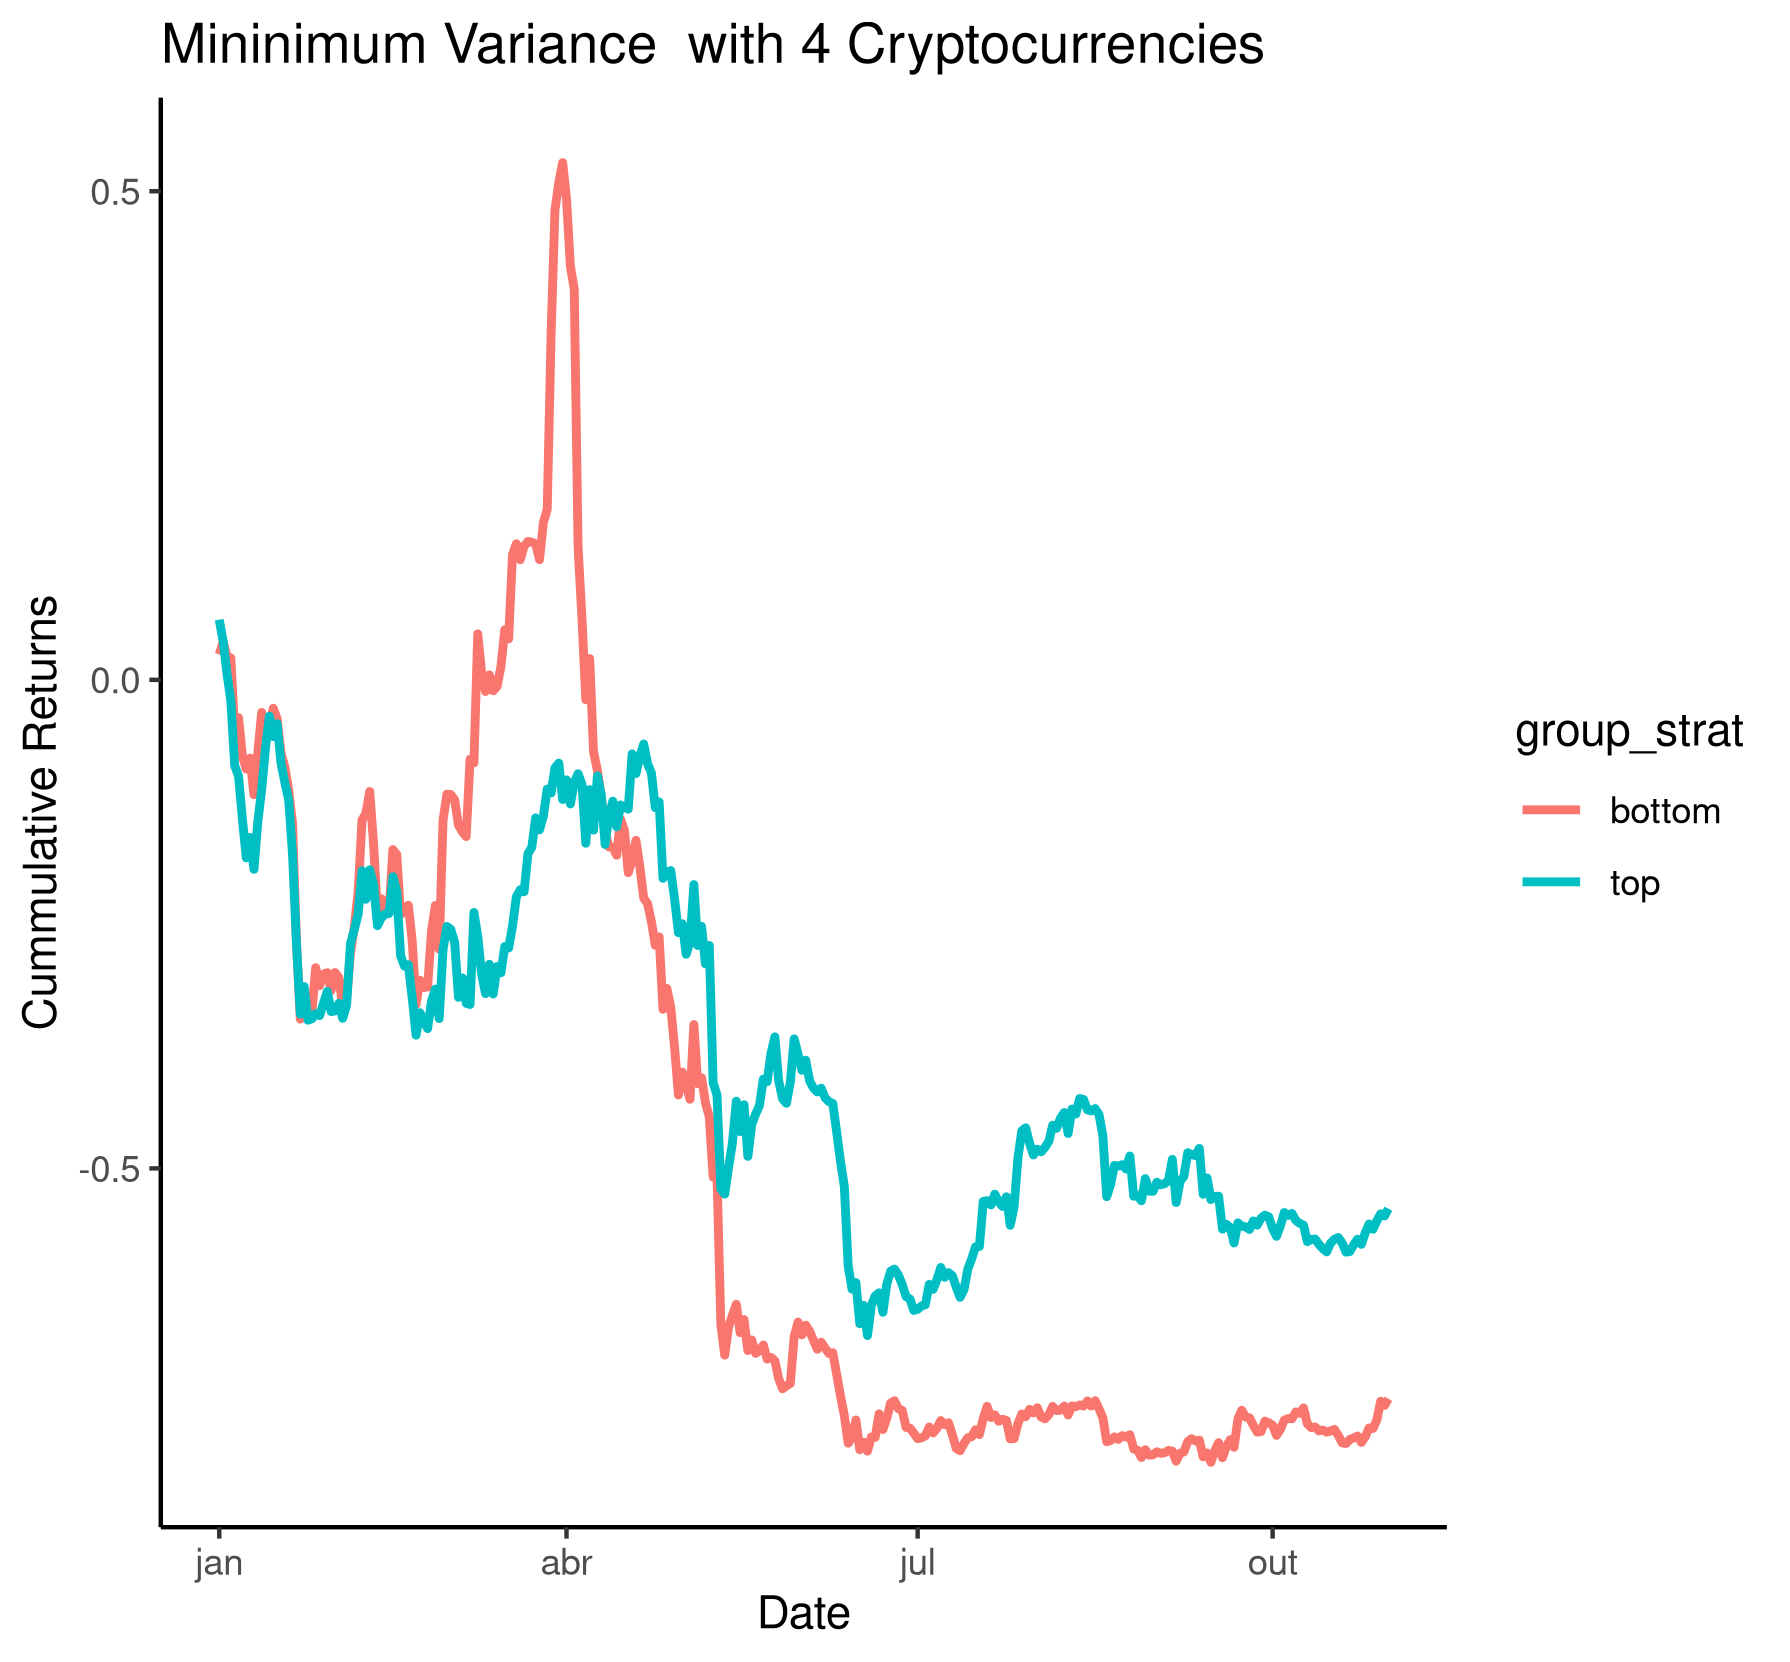 Mininimum Variance  with 4 Cryptocurrencies
0.5
0.0
-0.5
Cummulative Returns
jan
abr
jul
out
Date
group_strat
bottom
top